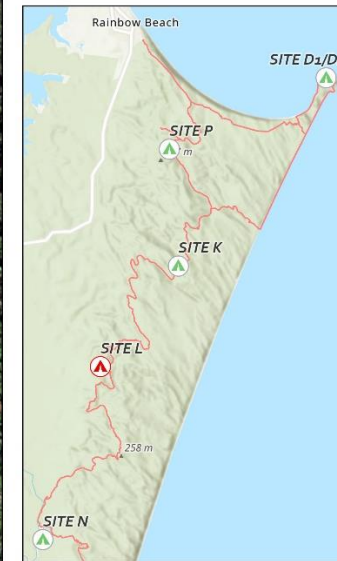 Rainbow Beach
SITE D1/D
SITE P
m
SITE K
SITE L
258 m
SITE N